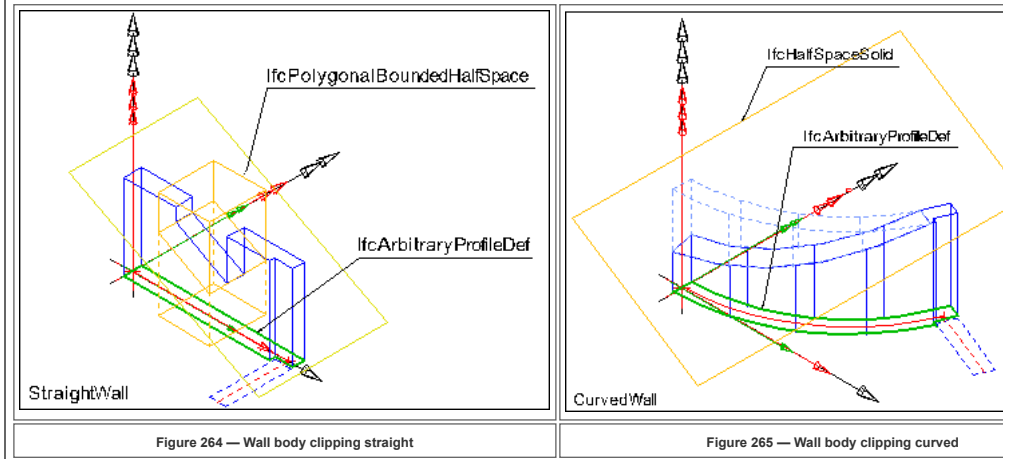 IfcPolygonalBoundedHalfSpace
IfcArbitraryProfileDef
StraightWall
IfcHalfSpaceSolid
IfcArbitraryProfileDef
CurvedWall
Figure 264 — Wall body clipping straight
Figure 265 — Wall body clipping curved